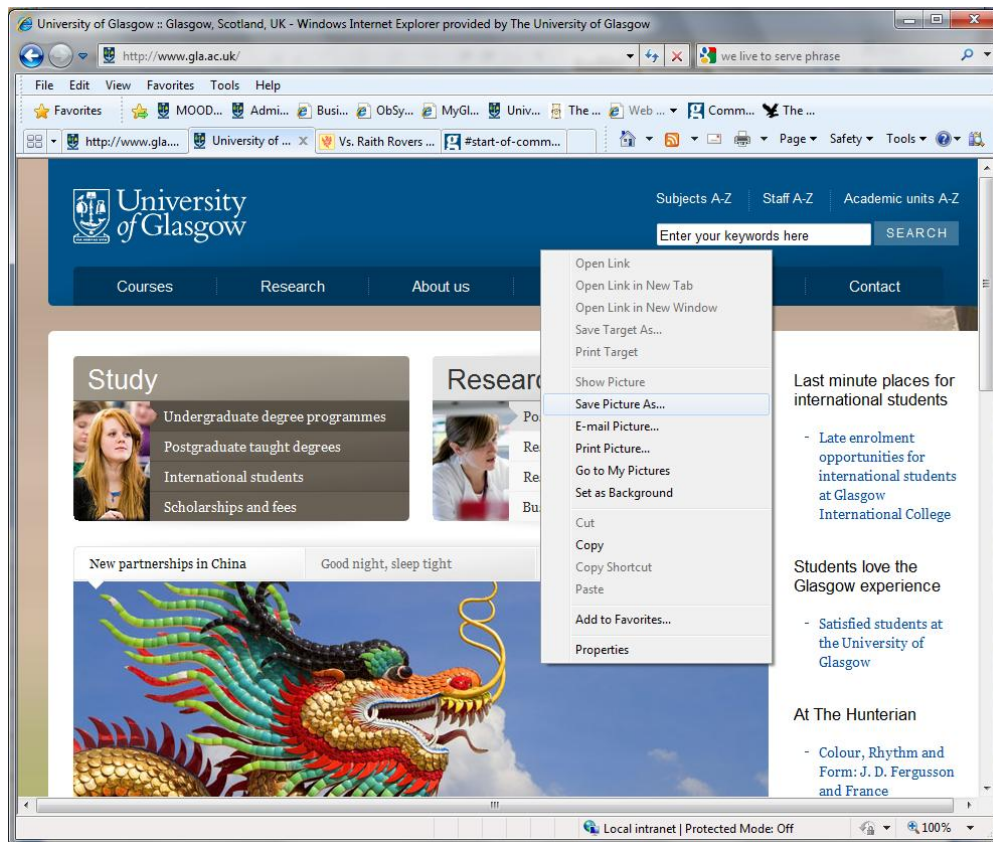 University of Glasgow :: Glasgow, Scotland, UK - Windows Internet Explorer provided by The University of Glasgow
http://www.gla.ac.uk/
we live to serve phrase
File Edit View Favorites Tools Help
Favorites MOOD... Admi... Busi... ObSy... MyGl... Univ... The ... Web ... Comm... The ...
http://www.gla.... University of ... X Vs. Raith Rovers ... #start-of-comm... Page Safety Tools
University
of Glasgow
Subjects A-Z Staff A-Z Academic units A-Z
Enter your keywords here SEARCH
Courses Research About us Contact
Open Link
Open Link in New Tab
Open Link in New Window
Save Target As...
Print Target
Show Picture
Save Picture As...
E-mail Picture...
Print Picture...
Go to My Pictures
Set as Background
Cut
Copy
Copy Shortcut
Paste
Add to Favorites...
Properties
Study
Undergraduate degree programmes
Postgraduate taught degrees
International students
Scholarships and fees
Resear
Po
Re
Re
Bu
New partnerships in China Good night, sleep tight
Last minute places for
international students
- Late enrolment
opportunities for
international students
at Glasgow
International College
Students love the
Glasgow experience
- Satisfied students at
the University of
Glasgow
At The Hunterian
- Colour, Rhythm and
Form: J. D. Fergusson
and France
Local intranet | Protected Mode: Off 100%